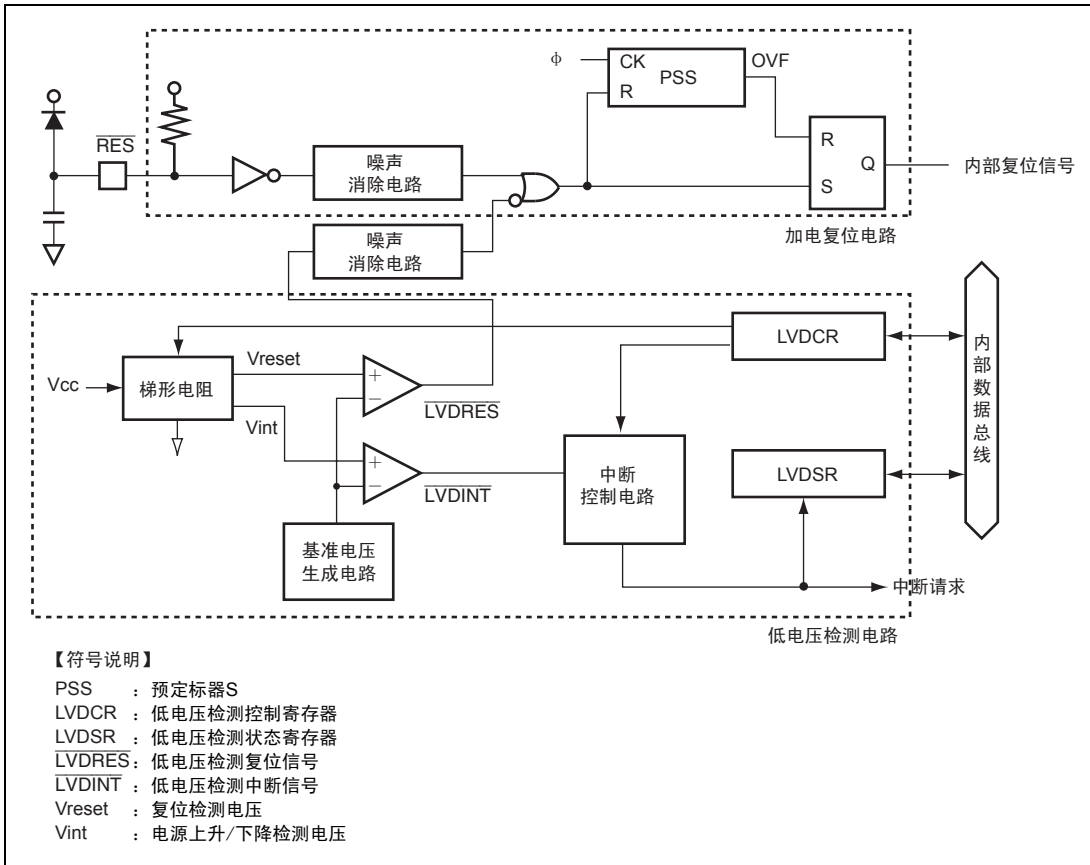 φ
CK
PSS
R
OVF
RES
噪声
消除电路
R
Q
S
内部复位信号
加电复位电路
噪声
消除电路
LVDCR
Vcc
梯形电阻
Vreset
Vint
+
−
LVDRES
+
−
LVDINT
中断
控制电路
LVDSR
内部数据总线
基准电压
生成电路
中断请求
低电压检测电路
【符号说明】
PSS : 预定标器S
LVDCR : 低电压检测控制寄存器
LVDSR : 低电压检测状态寄存器
LVDRES : 低电压检测复位信号
LVDINT : 低电压检测中断信号
Vreset : 复位检测电压
Vint : 电源上升/下降检测电压